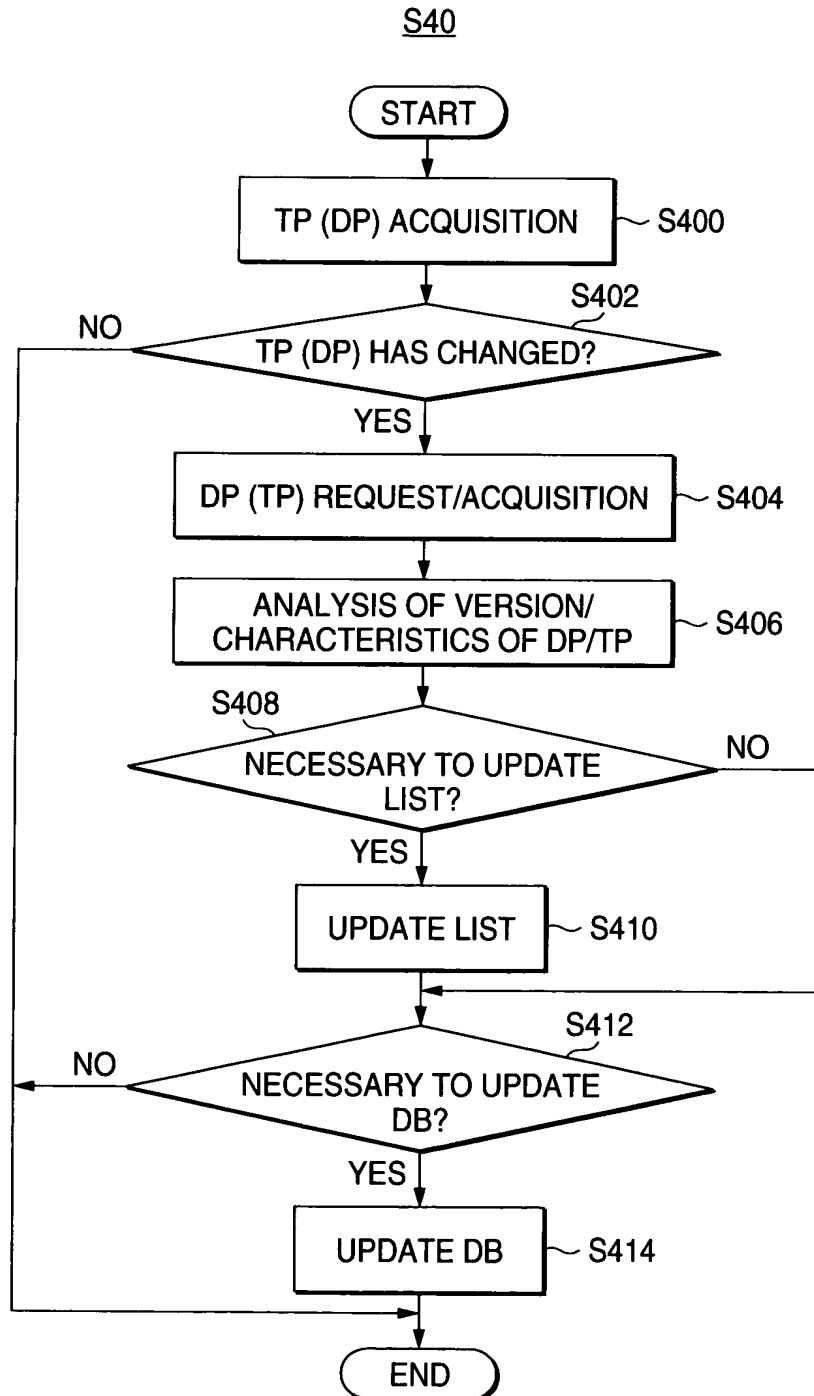 S40
START
TP (DP) ACQUISITION
S400
S402
NO
TP (DP) HAS CHANGED?
YES
DP (TP) REQUEST/ACQUISITION
S404
ANALYSIS OF VERSION/
CHARACTERISTICS OF DP/TP
S406
S408
NO
NECESSARY TO UPDATE
LIST?
YES
UPDATE LIST
S410
S412
NO
NECESSARY TO UPDATE
DB?
YES
UPDATE DB
S414
END